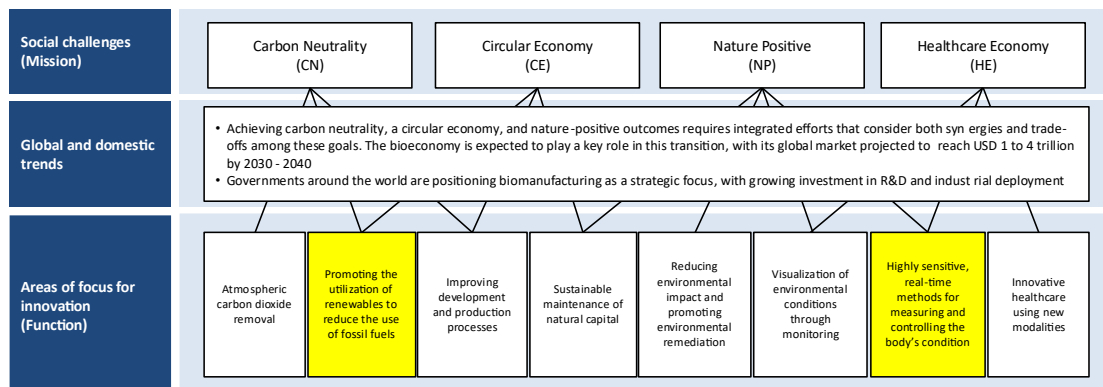 Social challenges
(Mission)
Carbon Neutrality
(CN)
Circular Economy
(CE)
Nature Positive
(NP)
Healthcare Economy
(HE)
Global and domestic
trends
• Achieving carbon neutrality, a circular economy, and nature-positive outcomes requires integrated efforts that consider both syn ergies and trade-
offs among these goals. The bioeconomy is expected to play a key role in this transition, with its global market projected to reach USD 1 to 4 trillion
by 2030 - 2040
• Governments around the world are positioning biomanufacturing as a strategic focus, with growing investment in R&D and indust rial deployment
Areas of focus for
innovation
(Function)
Atmospheric
carbon dioxide
removal
Promoting the
utilization of
renewables to
reduce the use
of fossil fuels
Improving
development
and production
processes
Sustainable
maintenance of
natural capital
Reducing
environmental
impact and
promoting
environmental
remediation
Visualization of
environmental
conditions
through
monitoring
Highly sensitive,
real-time
methods for
measuring and
controlling the
body's condition
Innovative
healthcare
using new
modalities